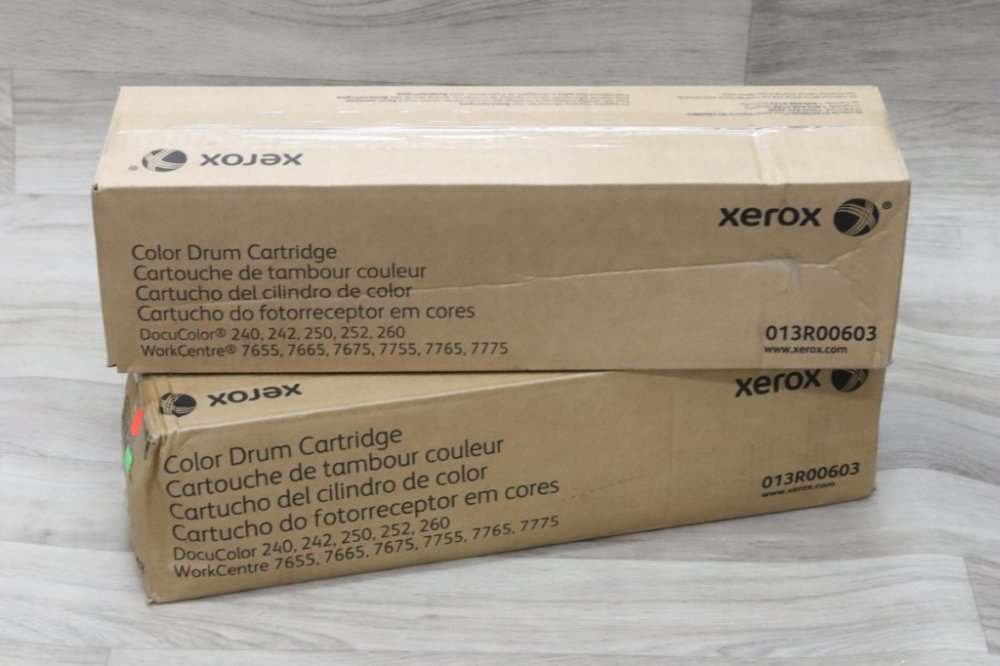 xerox
xerox
Color Drum Cartridge
Cartouche de tambour couleur
Cartucho del cilindro de color
Cartucho do fotorreceptor em cores
DocuColor® 240, 242, 250, 252, 260
WorkCentre® 7655, 7665, 7675, 7755, 7765, 7775
013R00603
www.xerox.com
xerox
xerox
Color Drum Cartridge
Cartouche de tambour couleur
Cartucho del cilindro de color
Cartucho do fotorreceptor em cores
DocuColor 240, 242, 250, 252, 260
WorkCentre 7655, 7665, 7675, 7755, 7765, 7775
013R00603
www.xerox.com